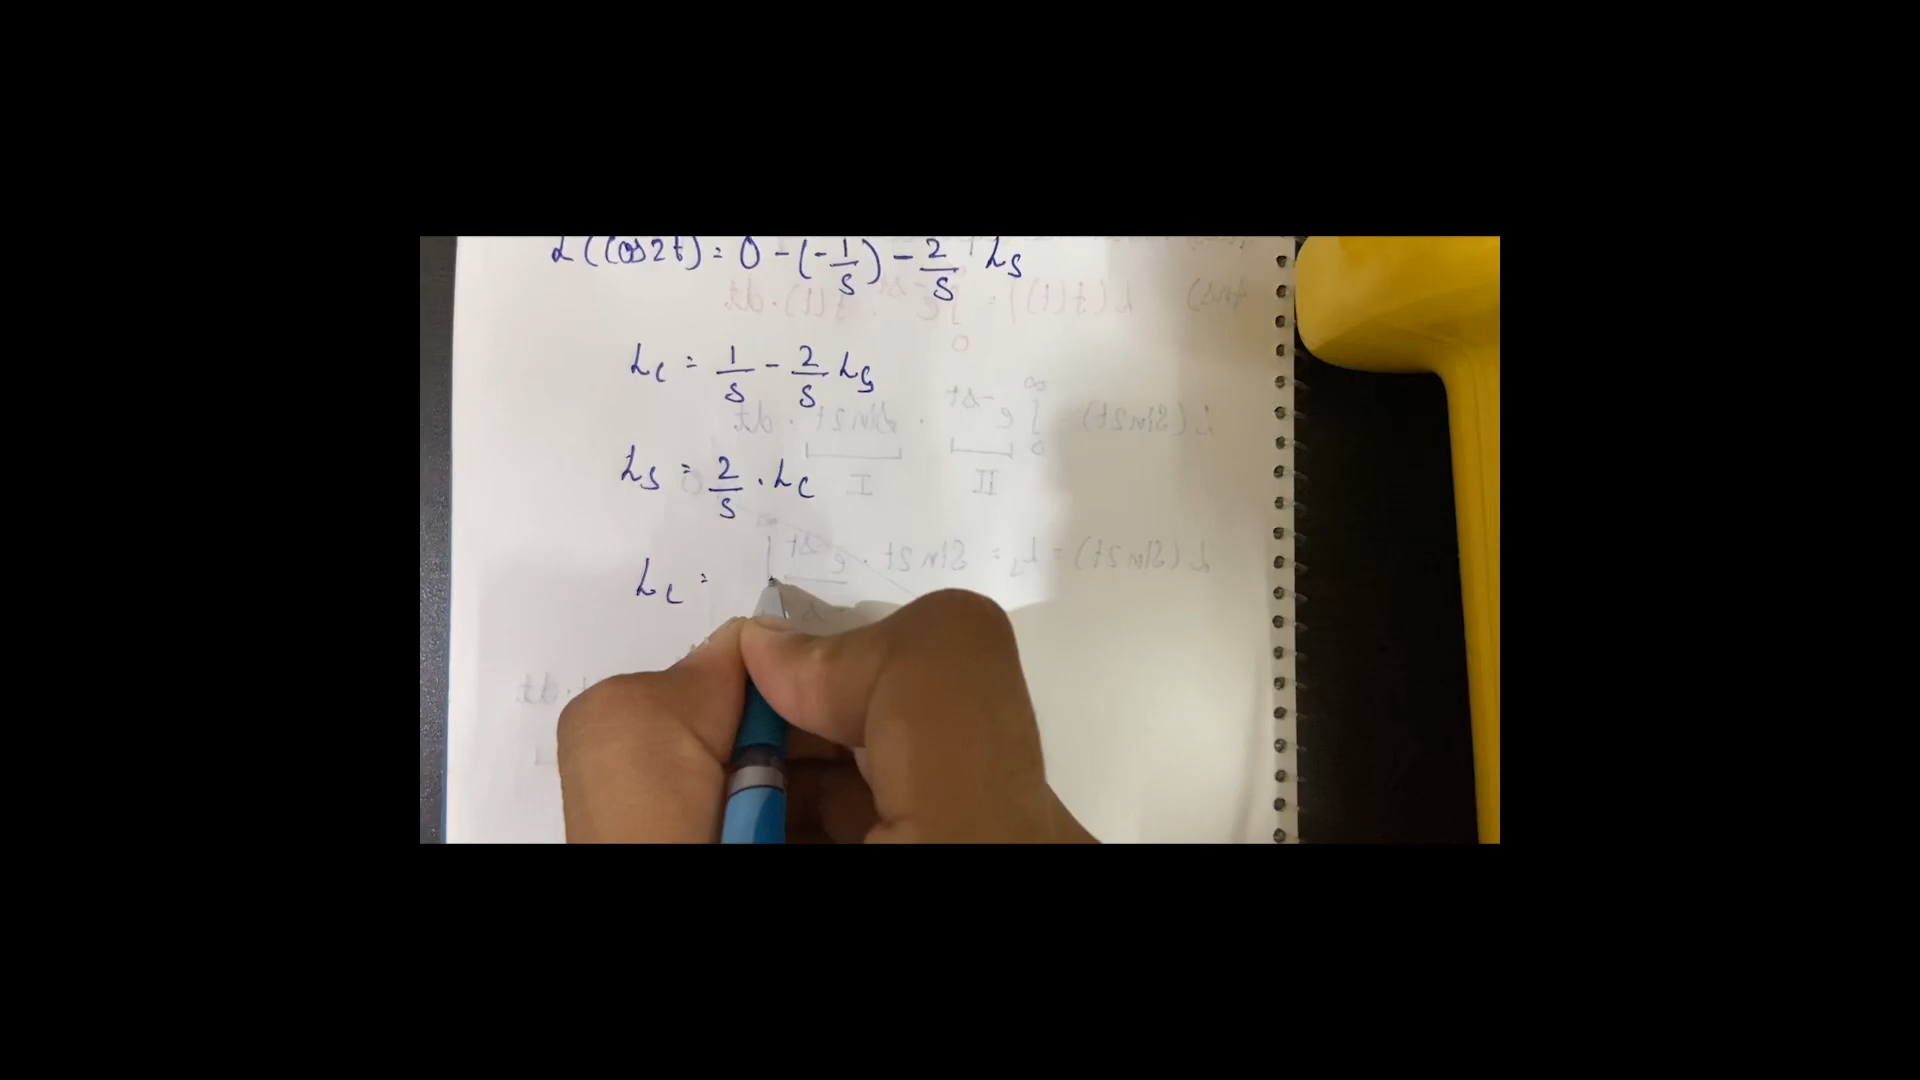 L(Cos2t) = 0 - (-1/s) - 2/s · Ls
Lc = 1/s - 2/s Ls
Ls = 2/s · Lc
Lc =